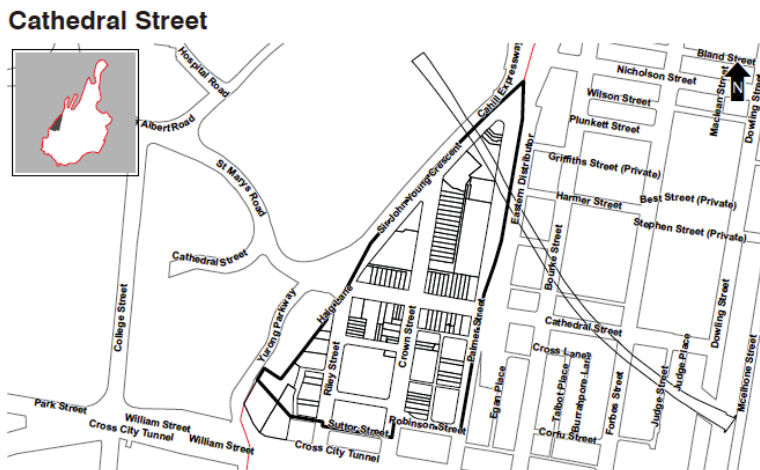 Cathedral Street
Hospital Road
Albert Road
St Marys Road
Cathedral Street
College Street
Yurong Parkway
Park Street
William Street
Cross City Tunnel
William Street
Cross City Tunnel
Cahill Expressway
Sir John Young Crescent
Haig Lane
Riley Street
Crown Street
Palmer Street
Suttor Street
Robinson Street
Eastern Distributor
Bland Street
Nicholson Street
Wilson Street
Plunkett Street
Maclean Street
Dowling Street
N
Griffiths Street (Private)
Best Street (Private)
Harmer Street
Stephen Street (Private)
Bourke Street
Dowling Street
Cathedral Street
Cross Lane
Judge Place
Egan Place
Talbot Place
Burrahpore Lane
Forbes Street
Judge Street
Mcelhone Street
Corfu Street